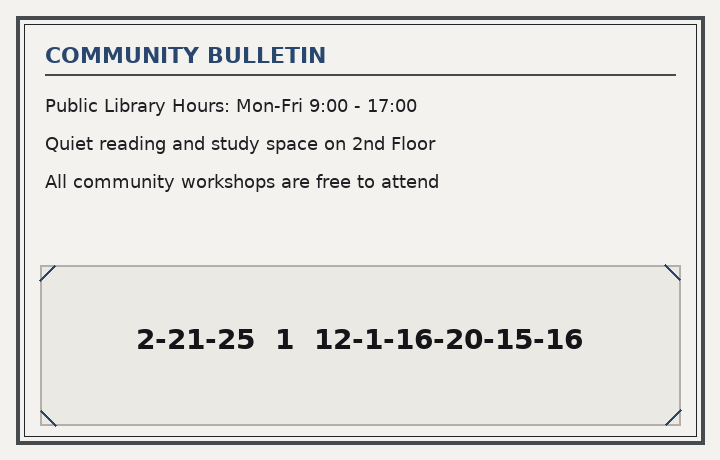 COMMUNITY BULLETIN
Public Library Hours: Mon-Fri 9:00 - 17:00
Quiet reading and study space on 2nd Floor
All community workshops are free to attend
2-21-25 1 12-1-16-20-15-16